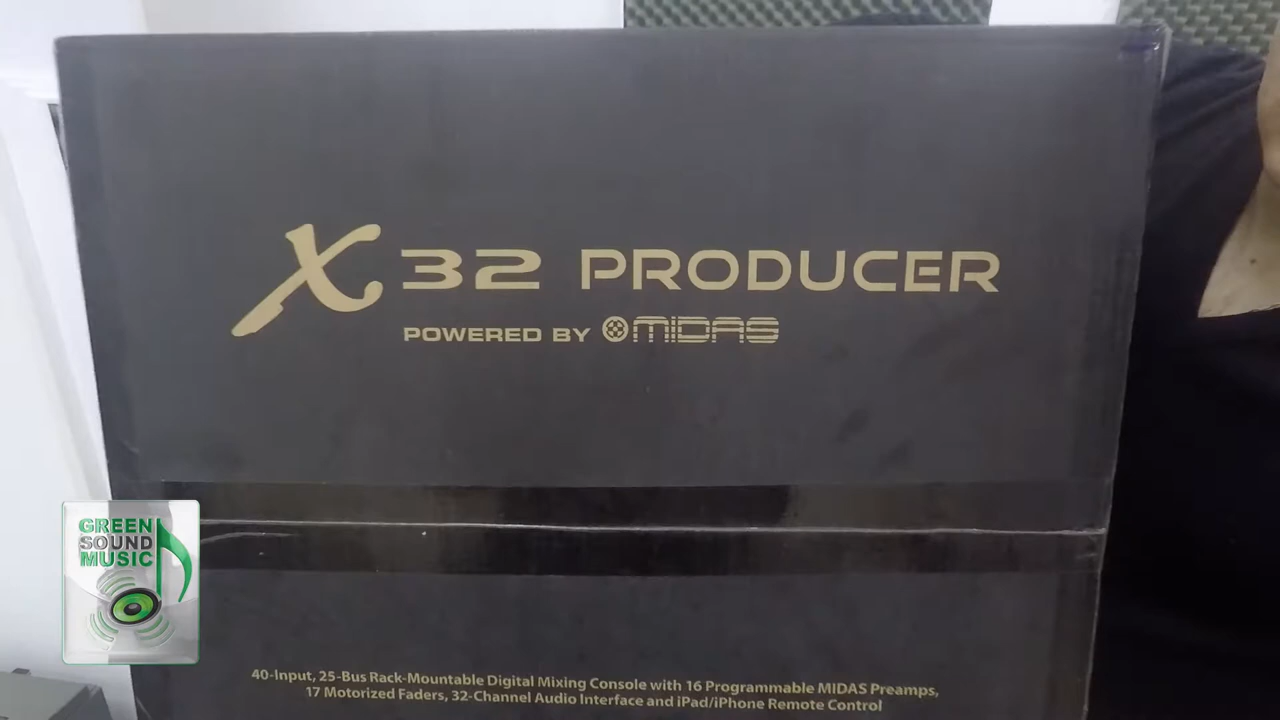 X32 PRODUCER
POWERED BY MIDAS
GREEN
SOUND
MUSIC
40-Input, 25-Bus Rack-Mountable Digital Mixing Console with 16 Programmable MIDAS Preamps,
17 Motorized Faders, 32-Channel Audio Interface and iPad/iPhone Remote Control